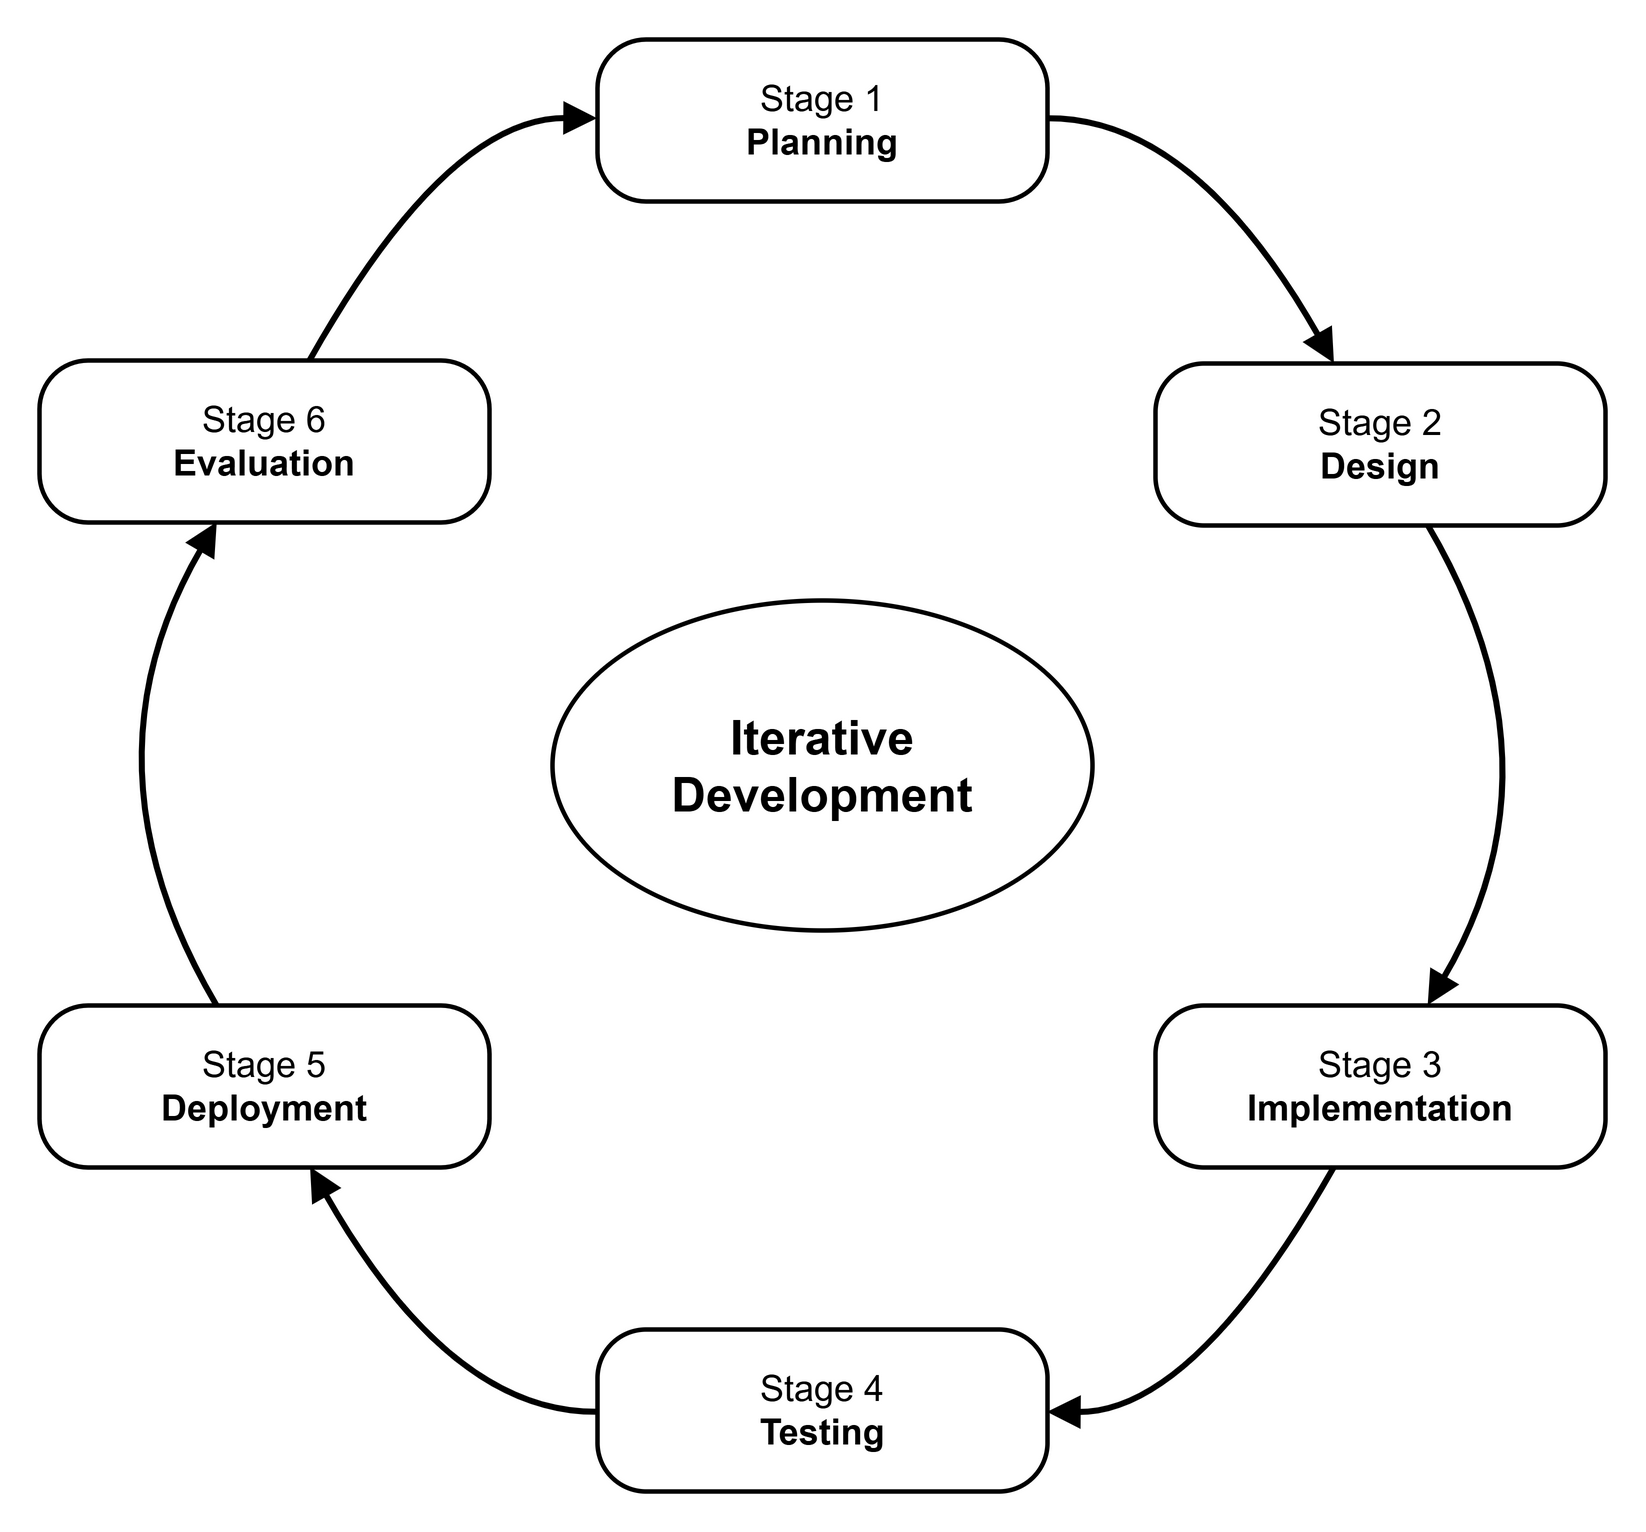 Stage 1
Planning
Stage 2
Design
Stage 3
Implementation
Stage 4
Testing
Stage 5
Deployment
Stage 6
Evaluation
Iterative
Development